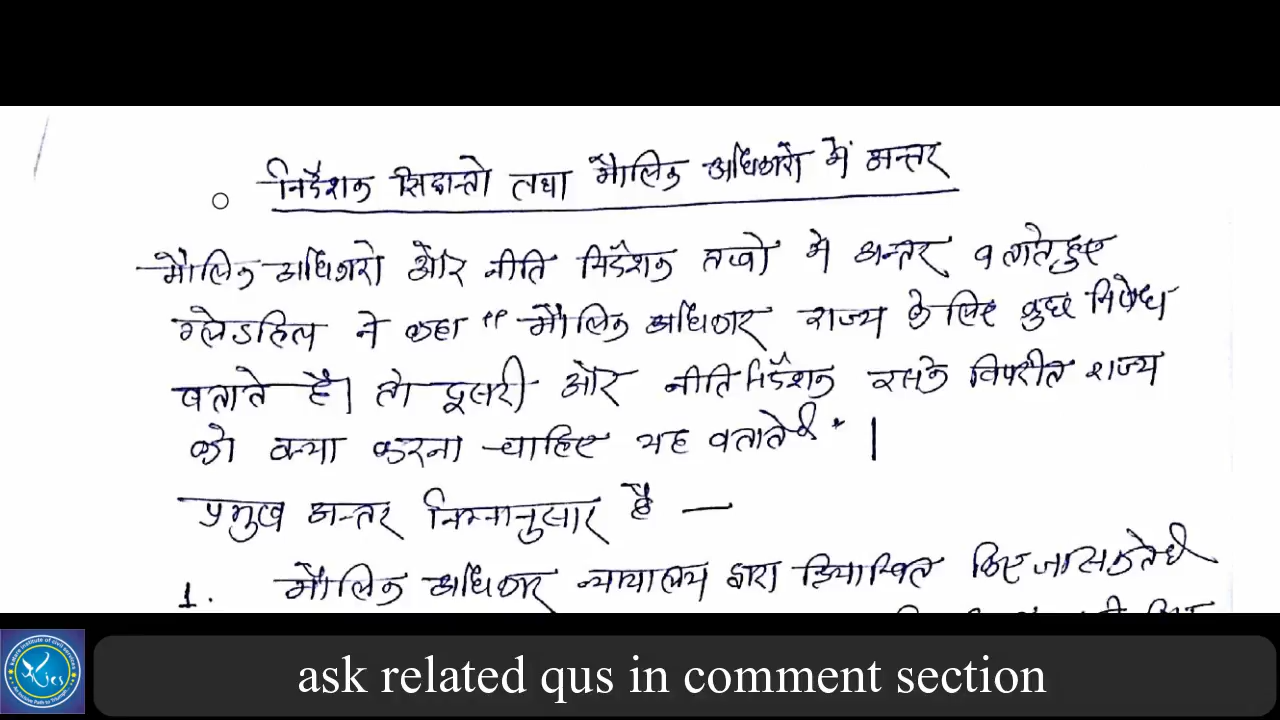 निर्देशक सिद्धान्तो तथा मौलिक अधिकारो में अन्तर
मौलिक अधिकारो और नीति निर्देशक तत्वो मे अन्तर बताते हुए
ग्लेडहिल ने कहा "मौलिक अधिकार राज्य के लिए कुछ निषेध
बताते है। तो दूसरी और नीति निर्देशक इसके विपरीत राज्य
को क्या करना चाहिए यह बताते है" |
प्रमुख अन्तर निम्नानुसार है —
1. मौलिक अधिकार न्यायालय द्वारा क्रियान्वित किए जा सकते है
ask related qus in comment section